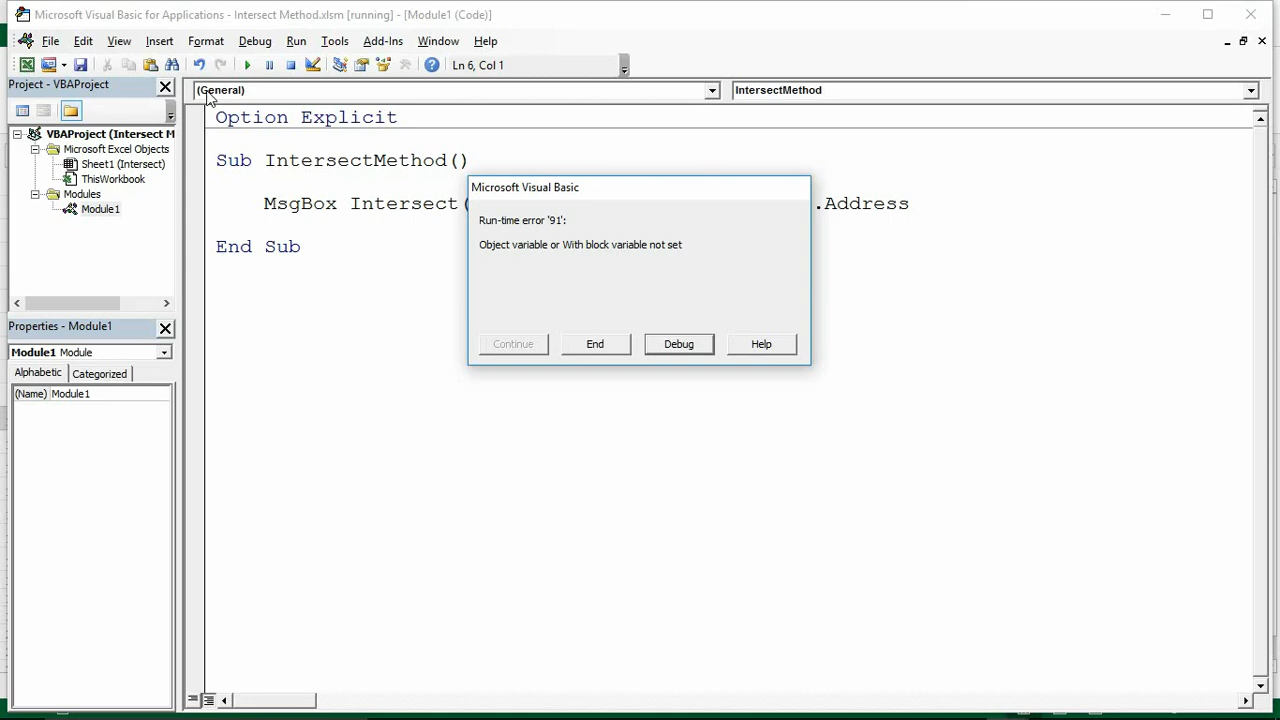 Microsoft Visual Basic for Applications - Intersect Method.xlsm [running] - [Module1 (Code)]
File Edit View Insert Format Debug Run Tools Add-Ins Window Help
Ln 6, Col 1
Project - VBAProject
(General)
IntersectMethod
VBAProject (Intersect M
Microsoft Excel Objects
Sheet1 (Intersect)
ThisWorkbook
Modules
Module1
Option Explicit
Sub IntersectMethod()
MsgBox Intersect( .Address
End Sub
Microsoft Visual Basic
Run-time error '91':
Object variable or With block variable not set
Continue End Debug Help
Properties - Module1
Module1 Module
Alphabetic Categorized
(Name) Module1